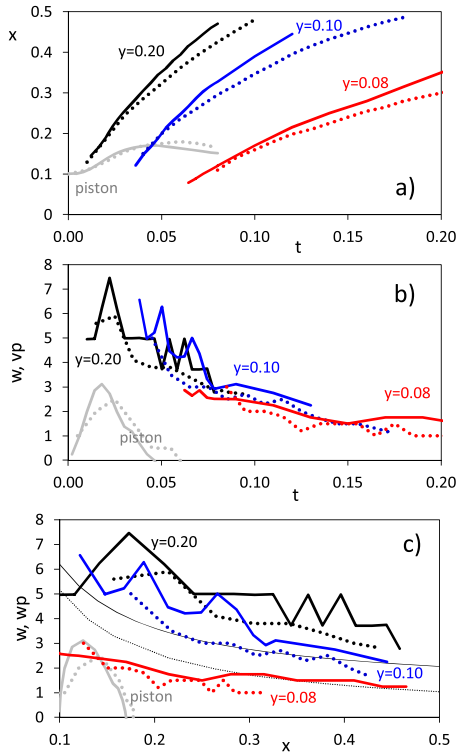 0.5
x
y=0.20
y=0.10
0.4
0.3
y=0.08
0.2
0.1
piston
a)
0
0.00
0.05
0.10
0.15
0.20
t
8
b)
7
6
w, vp
5
y=0.20
4
y=0.10
3
y=0.08
2
piston
1
0
0.00
0.05
0.10
0.15
0.20
t
8
c)
7
y=0.20
6
w, wp
5
4
3
2
y=0.10
1
piston
y=0.08
0
0.1
0.2
0.3
0.4
0.5
x